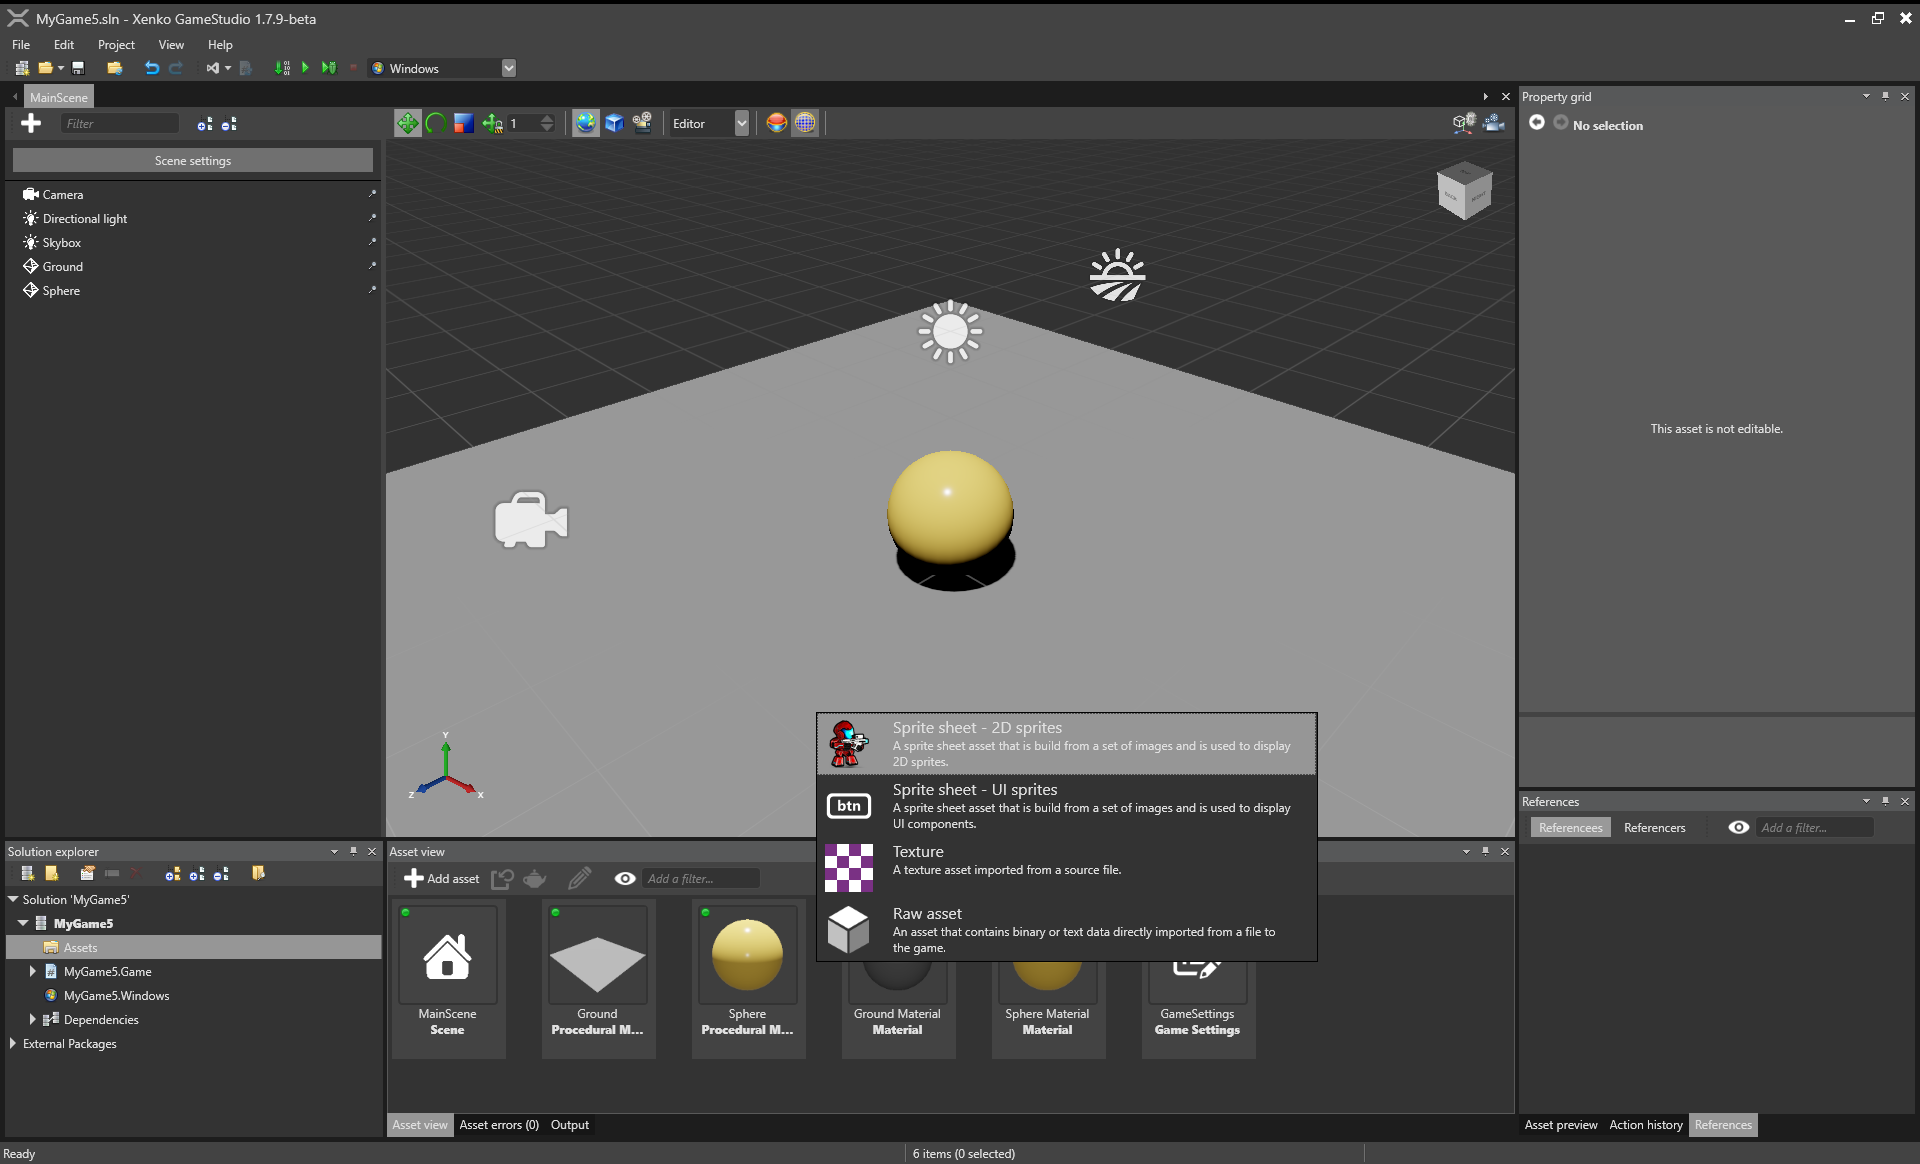 MyGame5.sln - Xenko GameStudio 1.7.9-beta
File Edit Project View Help
Windows
MainScene
Filter
Scene settings
Camera
Directional light
Skybox
Ground
Sphere
1
Editor
Y
Z
X
Property grid
No selection
This asset is not editable.
Sprite sheet - 2D sprites
A sprite sheet asset that is build from a set of images and is used to display
2D sprites.
btn
Sprite sheet - UI sprites
A sprite sheet asset that is build from a set of images and is used to display
UI components.
Texture
A texture asset imported from a source file.
Raw asset
An asset that contains binary or text data directly imported from a file to
the game.
Solution explorer
Solution 'MyGame5'
MyGame5
Assets
MyGame5.Game
MyGame5.Windows
Dependencies
External Packages
Asset view
Add asset
Add a filter...
MainScene
Scene
Ground
Procedural M...
Sphere
Procedural M...
Ground Material
Material
Sphere Material
Material
GameSettings
Game Settings
Asset view Asset errors (0) Output
References
Referencees Referencers
Add a filter...
Asset preview Action history References
Ready
6 items (0 selected)